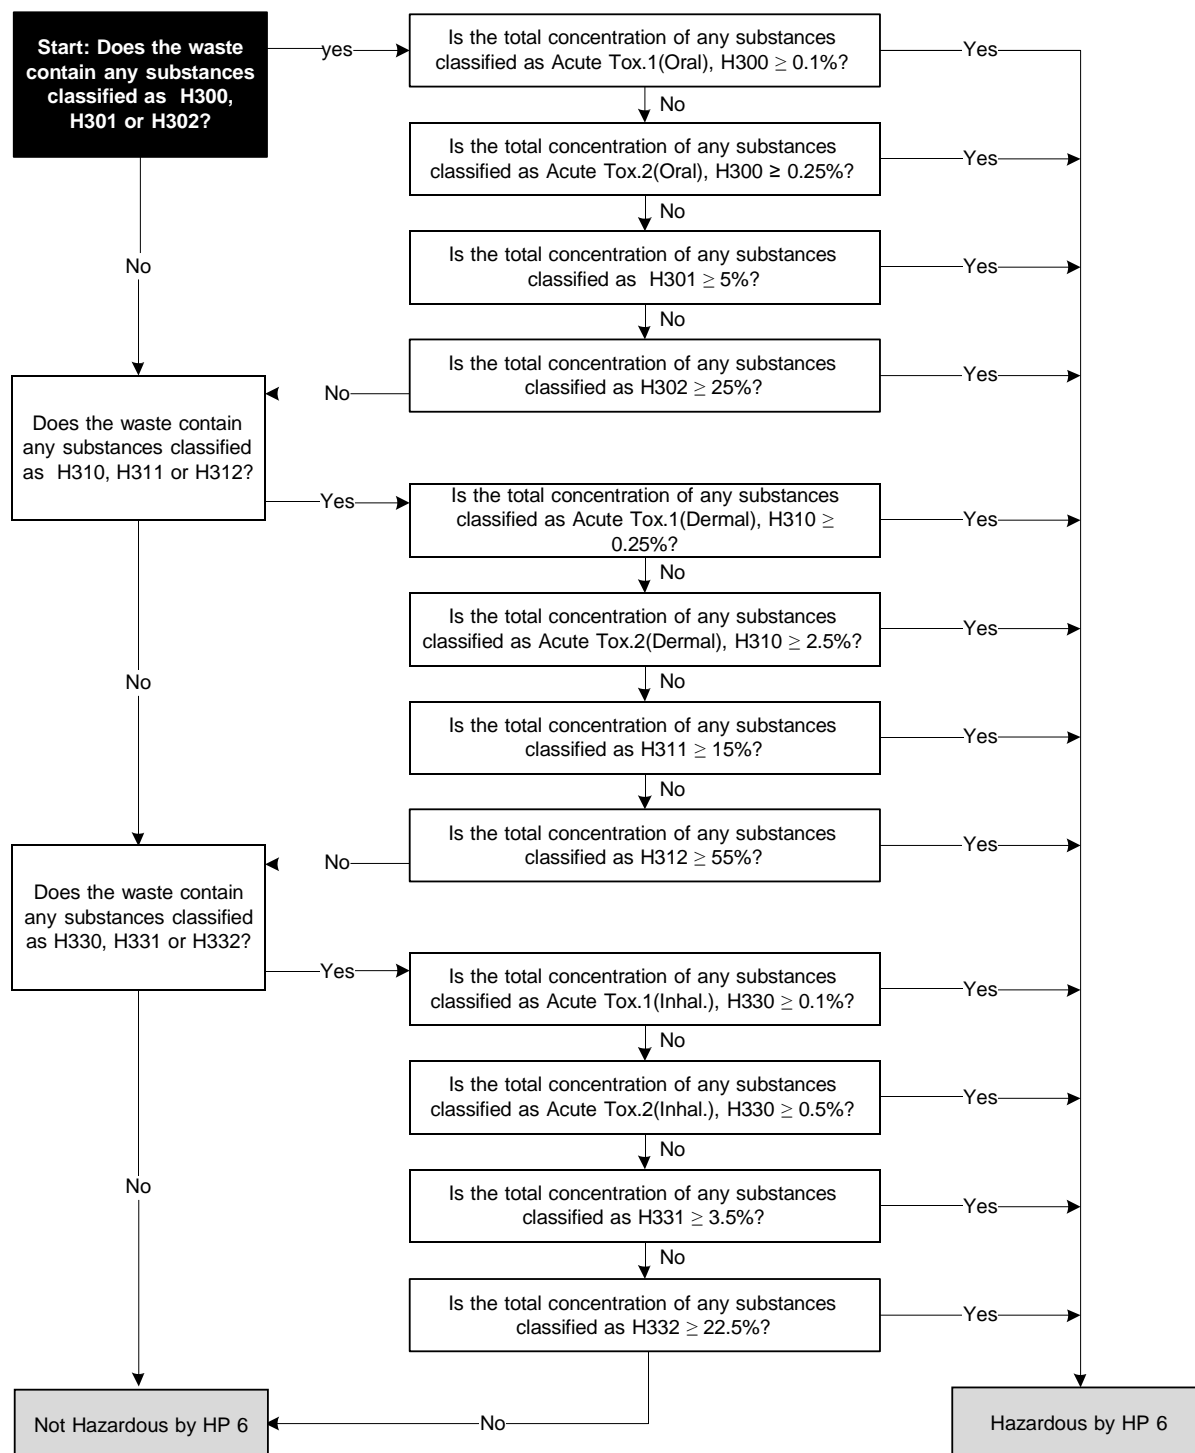 Start: Does the waste
contain any substances
classified as H300,
H301 or H302?
yes
Is the total concentration of any substances
classified as Acute Tox.1(Oral), H300 ≥ 0.1%?
Yes
No
Is the total concentration of any substances
classified as Acute Tox.2(Oral), H300 ≥ 0.25%?
Yes
No
No
Is the total concentration of any substances
classified as H301 ≥ 5%?
Yes
No
Is the total concentration of any substances
classified as H302 ≥ 25%?
Yes
No
Does the waste contain
any substances classified
as H310, H311 or H312?
Yes
Is the total concentration of any substances
classified as Acute Tox.1(Dermal), H310 ≥
0.25%?
Yes
No
Is the total concentration of any substances
classified as Acute Tox.2(Dermal), H310 ≥ 2.5%?
Yes
No
No
Is the total concentration of any substances
classified as H311 ≥ 15%?
Yes
No
Is the total concentration of any substances
classified as H312 ≥ 55%?
Yes
No
Does the waste contain
any substances classified
as H330, H331 or H332?
Yes
Is the total concentration of any substances
classified as Acute Tox.1(Inhal.), H330 ≥ 0.1%?
Yes
No
Is the total concentration of any substances
classified as Acute Tox.2(Inhal.), H330 ≥ 0.5%?
Yes
No
No
Is the total concentration of any substances
classified as H331 ≥ 3.5%?
Yes
No
Is the total concentration of any substances
classified as H332 ≥ 22.5%?
Yes
No
Not Hazardous by HP 6
Hazardous by HP 6